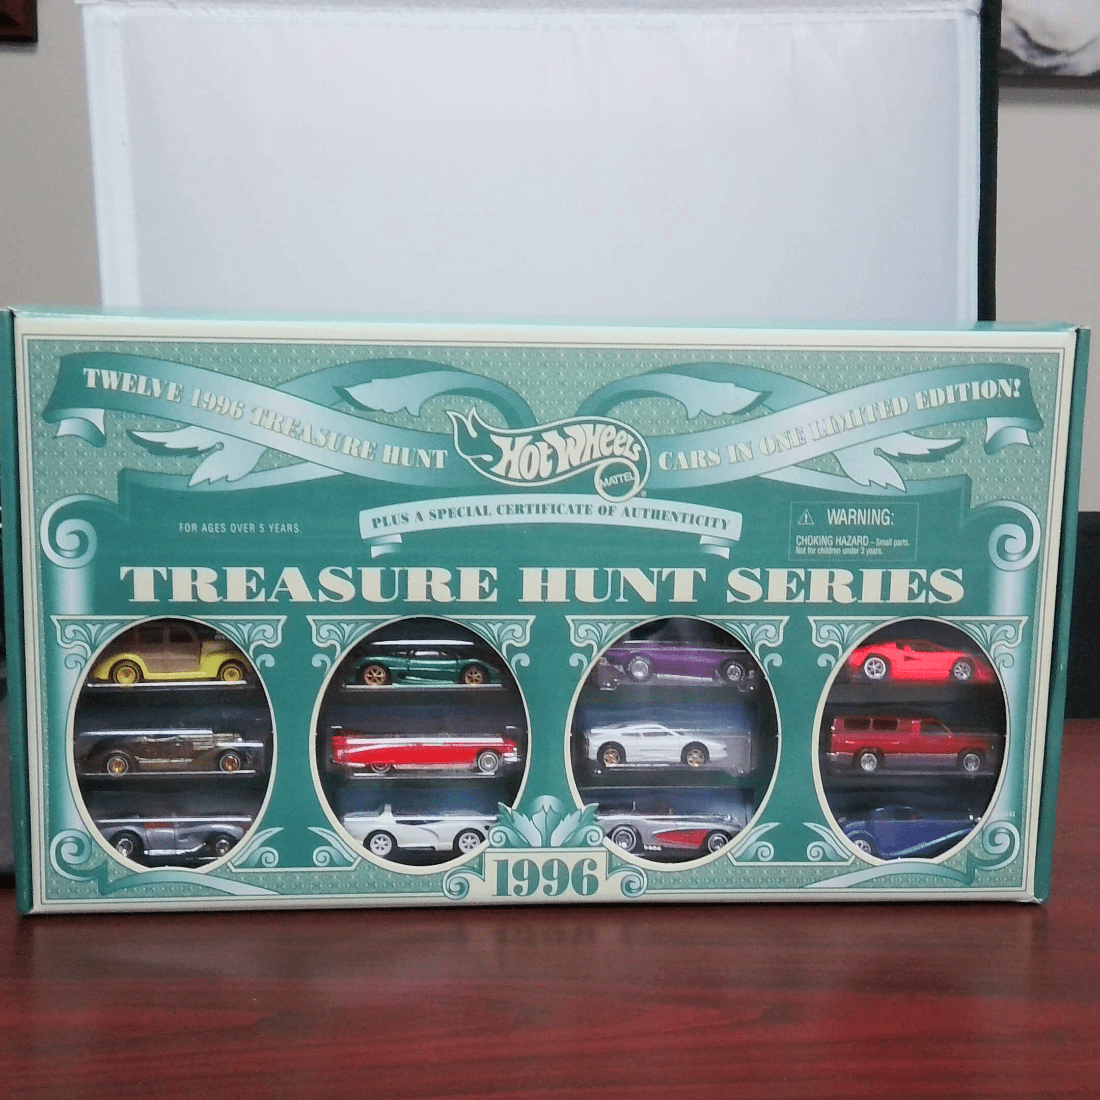 TWELVE 1996 TREASURE HUNT
HOT WHEELS
MATTEL
CARS IN ONE LIMITED EDITION!
PLUS A SPECIAL CERTIFICATE OF AUTHENTICITY
FOR AGES OVER 5 YEARS
WARNING:
CHOKING HAZARD – Small parts.
Not for children under 3 years.
TREASURE HUNT SERIES
1996